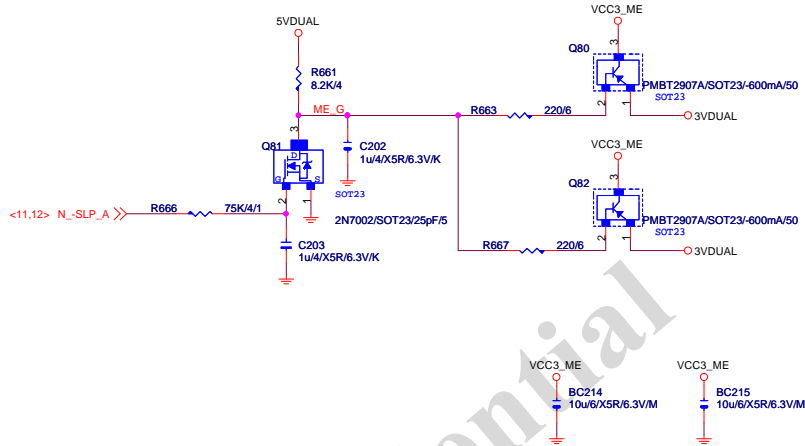 VCC3_ME
5VDUAL
3
Q80
R661
8.2K/4
PMBT2907A/SOT23/-600mA/50
SOT23
2
1
ME_G
R663
220/6
3VDUAL
3
Q81
D
G
S
C202
1u/4/X5R/6.3V/K
VCC3_ME
SOT23
3
Q82
2
1
<11,12> N_-SLP_A
R666
75K/4/1
2N7002/SOT23/25pF/5
PMBT2907A/SOT23/-600mA/50
SOT23
2
1
C203
1u/4/X5R/6.3V/K
R667
220/6
3VDUAL
VCC3_ME
VCC3_ME
BC214
10u/6/X5R/6.3V/M
BC215
10u/6/X5R/6.3V/M
ential